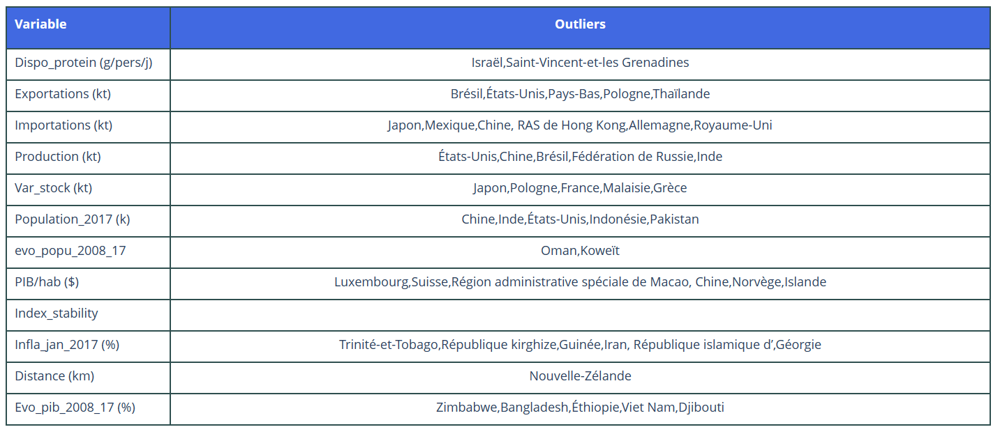 Variable Outliers
Dispo_protein (g/pers/j) Israël,Saint-Vincent-et-les Grenadines
Exportations (kt) Brésil,États-Unis,Pays-Bas,Pologne,Thaïlande
Importations (kt) Japon,Mexique,Chine, RAS de Hong Kong,Allemagne,Royaume-Uni
Production (kt) États-Unis,Chine,Brésil,Fédération de Russie,Inde
Var_stock (kt) Japon,Pologne,France,Malaisie,Grèce
Population_2017 (k) Chine,Inde,États-Unis,Indonésie,Pakistan
evo_popu_2008_17 Oman,Koweït
PIB/hab ($) Luxembourg,Suisse,Région administrative spéciale de Macao, Chine,Norvège,Islande
Index_stability
Infla_jan_2017 (%) Trinité-et-Tobago,République kirghize,Guinée,Iran, République islamique d’,Géorgie
Distance (km) Nouvelle-Zélande
Evo_pib_2008_17 (%) Zimbabwe,Bangladesh,Éthiopie,Viet Nam,Djibouti